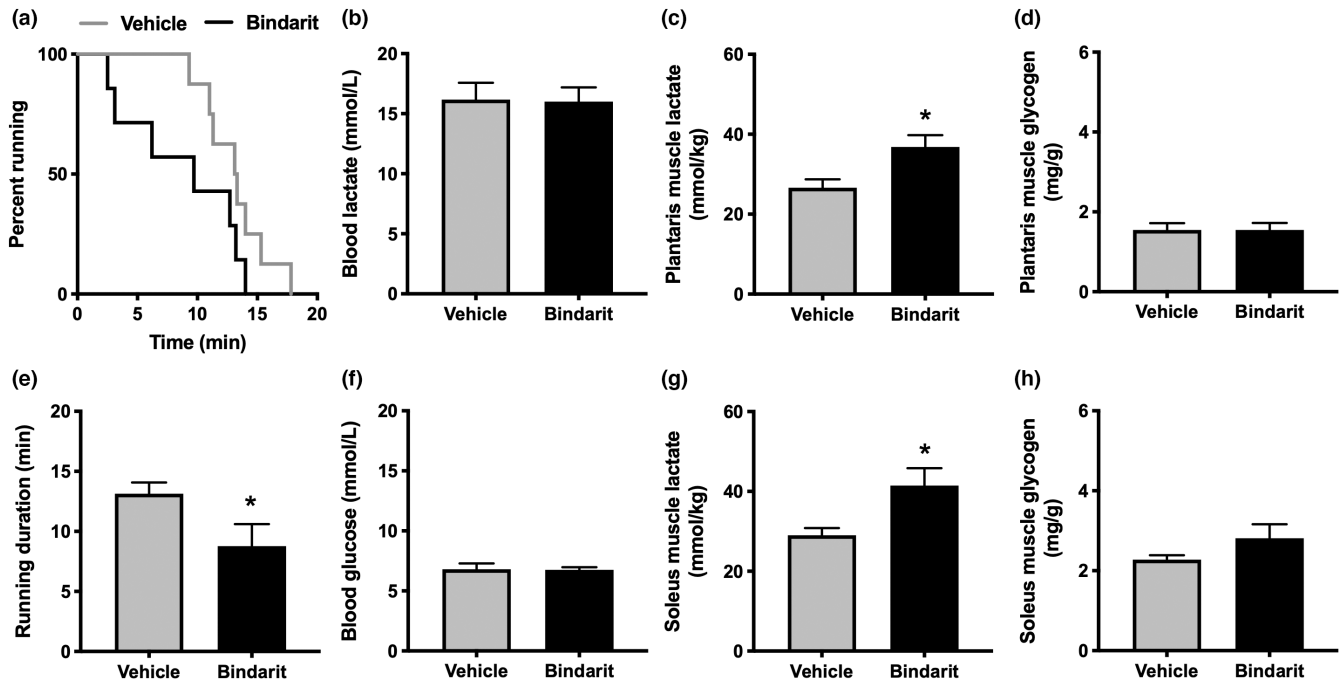 (a)
Vehicle Bindarit
Percent running
100
50
0
0 5 10 15 20
Time (min)
(b)
Blood lactate (mmol/L)
20
15
10
5
0
Vehicle Bindarit
(c)
Plantaris muscle lactate
(mmol/kg)
60
40
20
0
*
Vehicle Bindarit
(d)
Plantaris muscle glycogen
(mg/g)
6
4
2
0
Vehicle Bindarit
(e)
Running duration (min)
20
15
10
5
0
*
Vehicle Bindarit
(f)
Blood glucose (mmol/L)
20
15
10
5
0
Vehicle Bindarit
(g)
Soleus muscle lactate
(mmol/kg)
60
40
20
0
*
Vehicle Bindarit
(h)
Soleus muscle glycogen
(mg/g)
6
4
2
0
Vehicle Bindarit